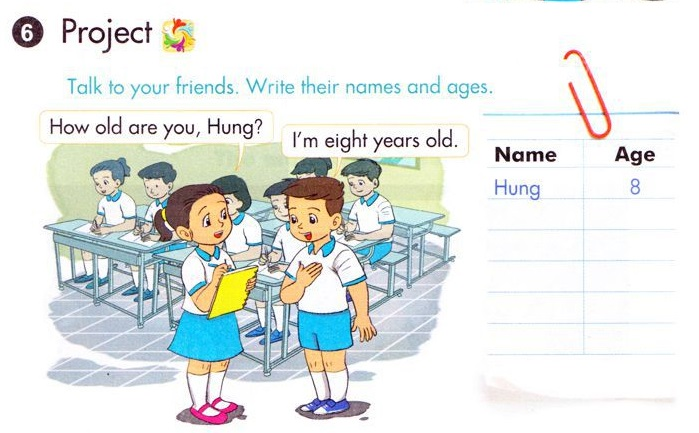 6 Project
Talk to your friends. Write their names and ages.
How old are you, Hung?
I'm eight years old.
Name Age
Hung 8